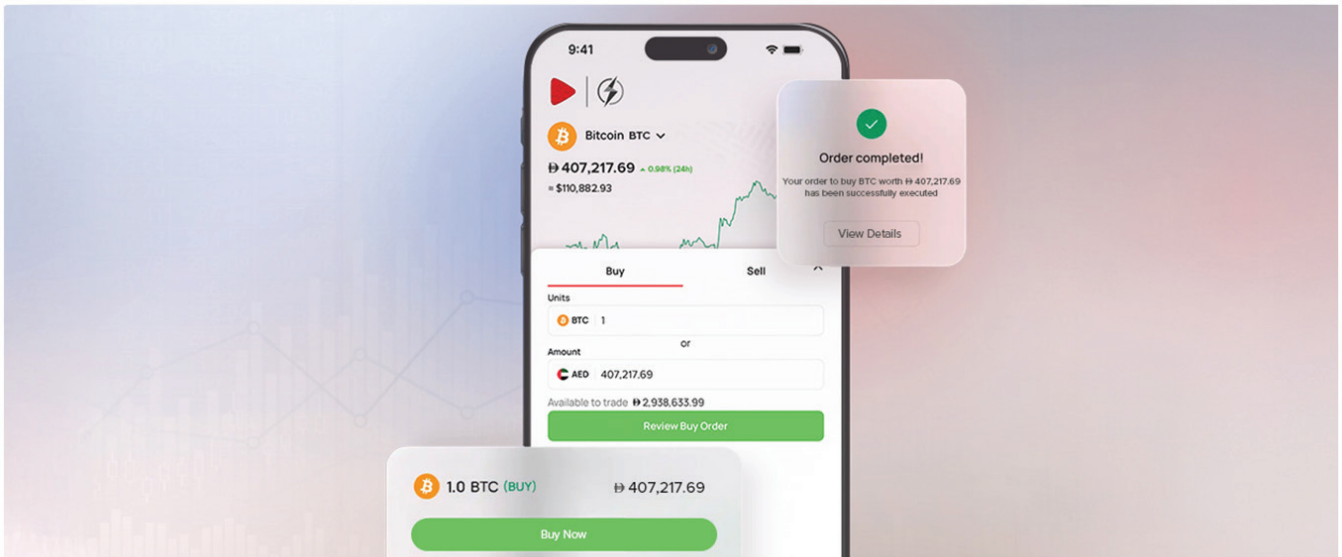 9:41
Bitcoin BTC
407,217.69 0.98% (24h)
= $110,882.93
Order completed!
Your order to buy BTC worth 407,217.69
has been successfully executed
View Details
Buy Sell
Units
BTC 1
or
Amount
AED 407,217.69
Available to trade 2,938,633.99
Review Buy Order
1.0 BTC (BUY) 407,217.69
Buy Now